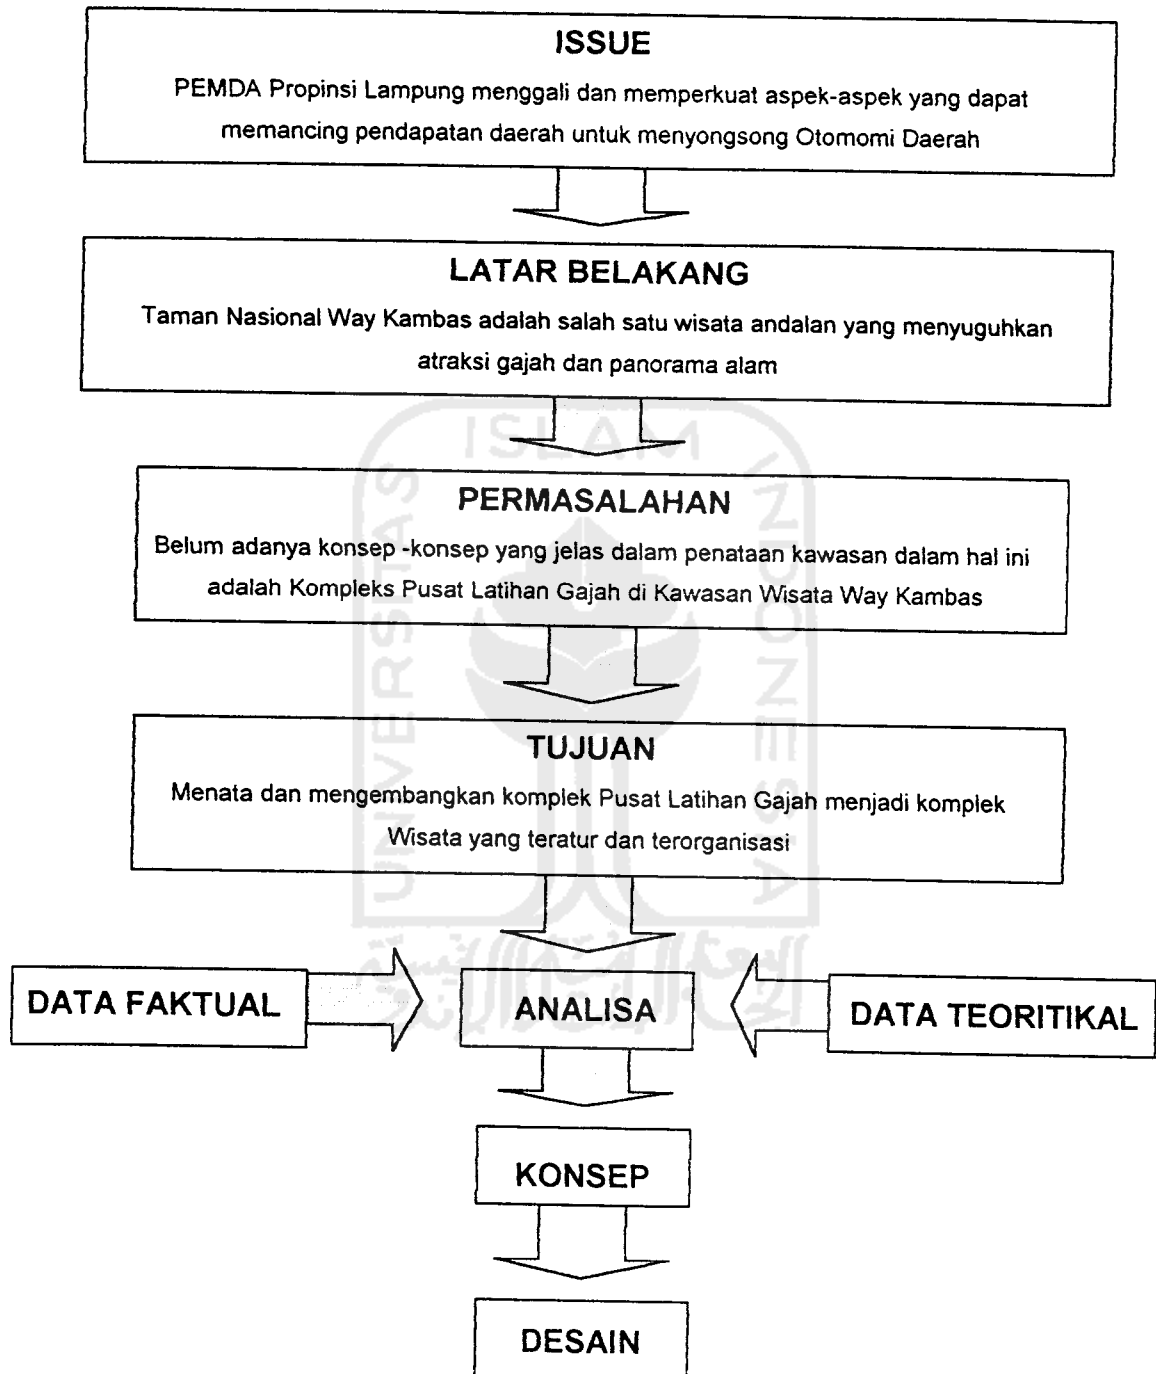 ISSUE
PEMDA Propinsi Lampung menggali dan memperkuat aspek-aspek yang dapat
memancing pendapatan daerah untuk menyongsong Otomomi Daerah
LATAR BELAKANG
Taman Nasional Way Kambas adalah salah satu wisata andalan yang menyuguhkan
atraksi gajah dan panorama alam
PERMASALAHAN
Belum adanya konsep -konsep yang jelas dalam penataan kawasan dalam hal ini
adalah Kompleks Pusat Latihan Gajah di Kawasan Wisata Way Kambas
TUJUAN
Menata dan mengembangkan komplek Pusat Latihan Gajah menjadi komplek
Wisata yang teratur dan terorganisasi
DATA FAKTUAL
ANALISA
DATA TEORITIKAL
KONSEP
DESAIN
UNIVERSITAS
ISLAM
INDONESIA